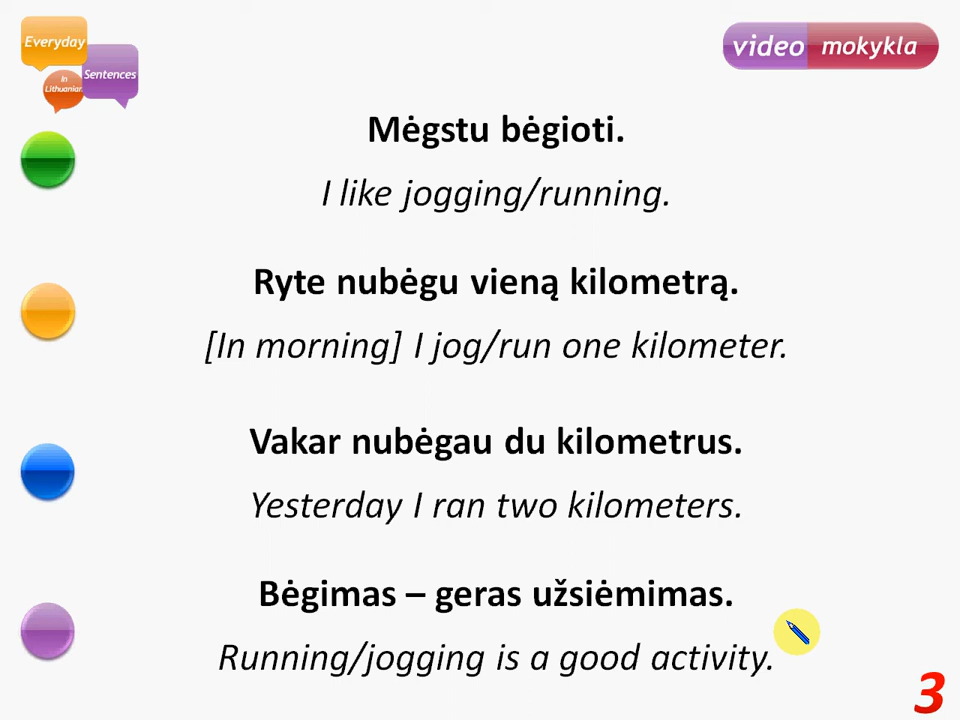 Everyday
In
Lithuanian
Sentences
video mokykla
Mėgstu bėgioti.
I like jogging/running.
Ryte nubėgu vieną kilometrą.
[In morning] I jog/run one kilometer.
Vakar nubėgau du kilometrus.
Yesterday I ran two kilometers.
Bėgimas – geras užsiėmimas.
Running/jogging is a good activity.
3